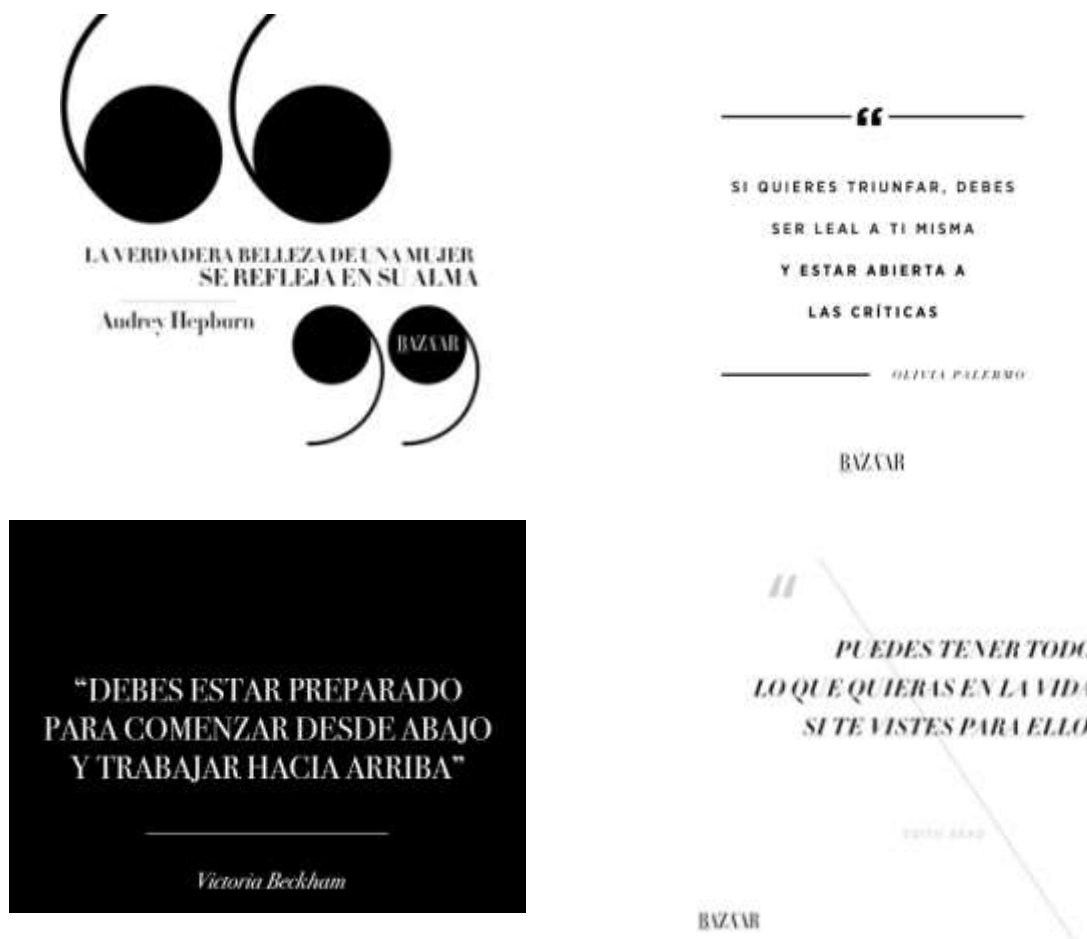 LA VERDADERA BELLEZA DE UNA MUJER
SE REFLEJA EN SU ALMA
Audrey Hepburn
BAZAAR
“
SI QUIERES TRIUNFAR, DEBES
SER LEAL A TI MISMA
Y ESTAR ABIERTA A
LAS CRÍTICAS
OLIVIA PALERMO
BAZAAR
“DEBES ESTAR PREPARADO
PARA COMENZAR DESDE ABAJO
Y TRABAJAR HACIA ARRIBA”
Victoria Beckham
“
PUEDES TENER TODO
LO QUE QUIERAS EN LA VIDA
SI TE VISTES PARA ELLO
EDITH HEAD
BAZAAR